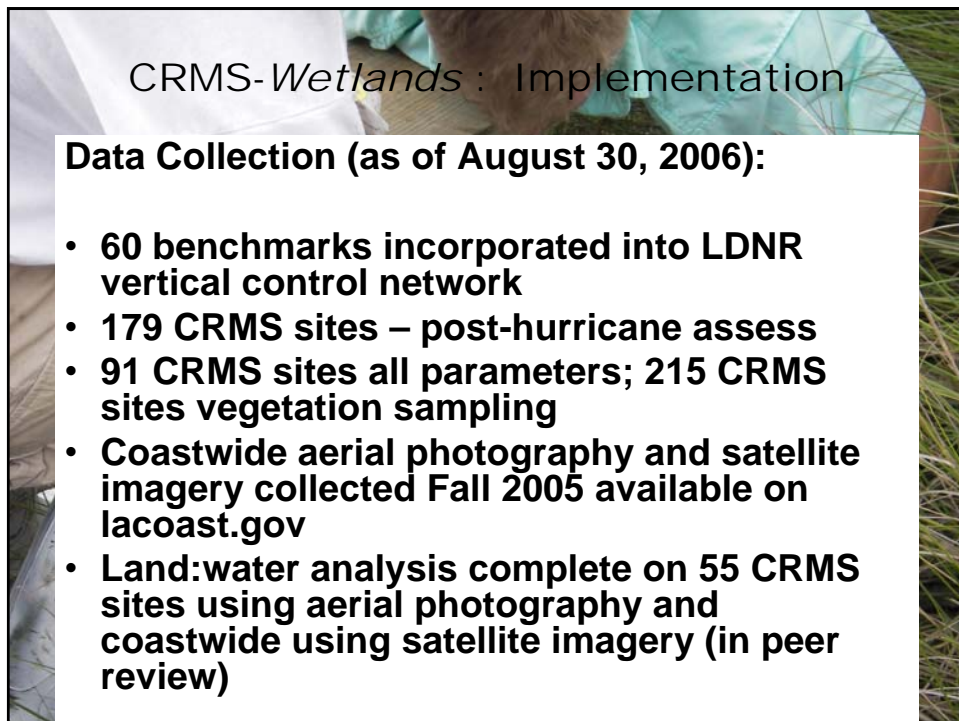 CRMS-Wetlands : Implementation
Data Collection (as of August 30, 2006):
• 60 benchmarks incorporated into LDNR
vertical control network
• 179 CRMS sites – post-hurricane assess
• 91 CRMS sites all parameters; 215 CRMS
sites vegetation sampling
• Coastwide aerial photography and satellite
imagery collected Fall 2005 available on
lacoast.gov
• Land:water analysis complete on 55 CRMS
sites using aerial photography and
coastwide using satellite imagery (in peer
review)